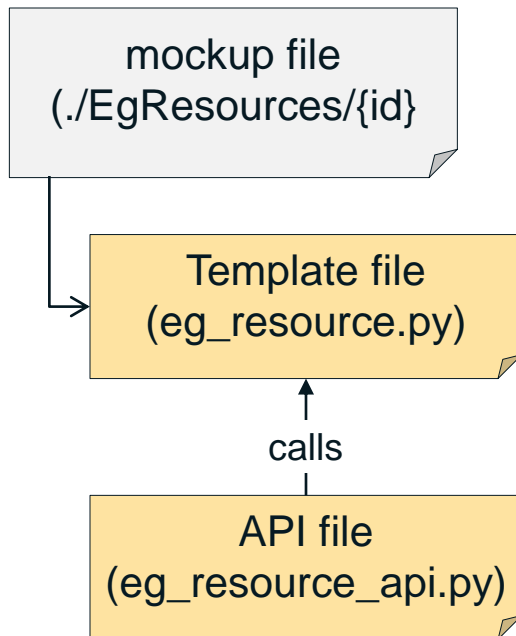 mockup file
(./EgResources/{id}
Template file
(eg_resource.py)
calls
API file
(eg_resource_api.py)